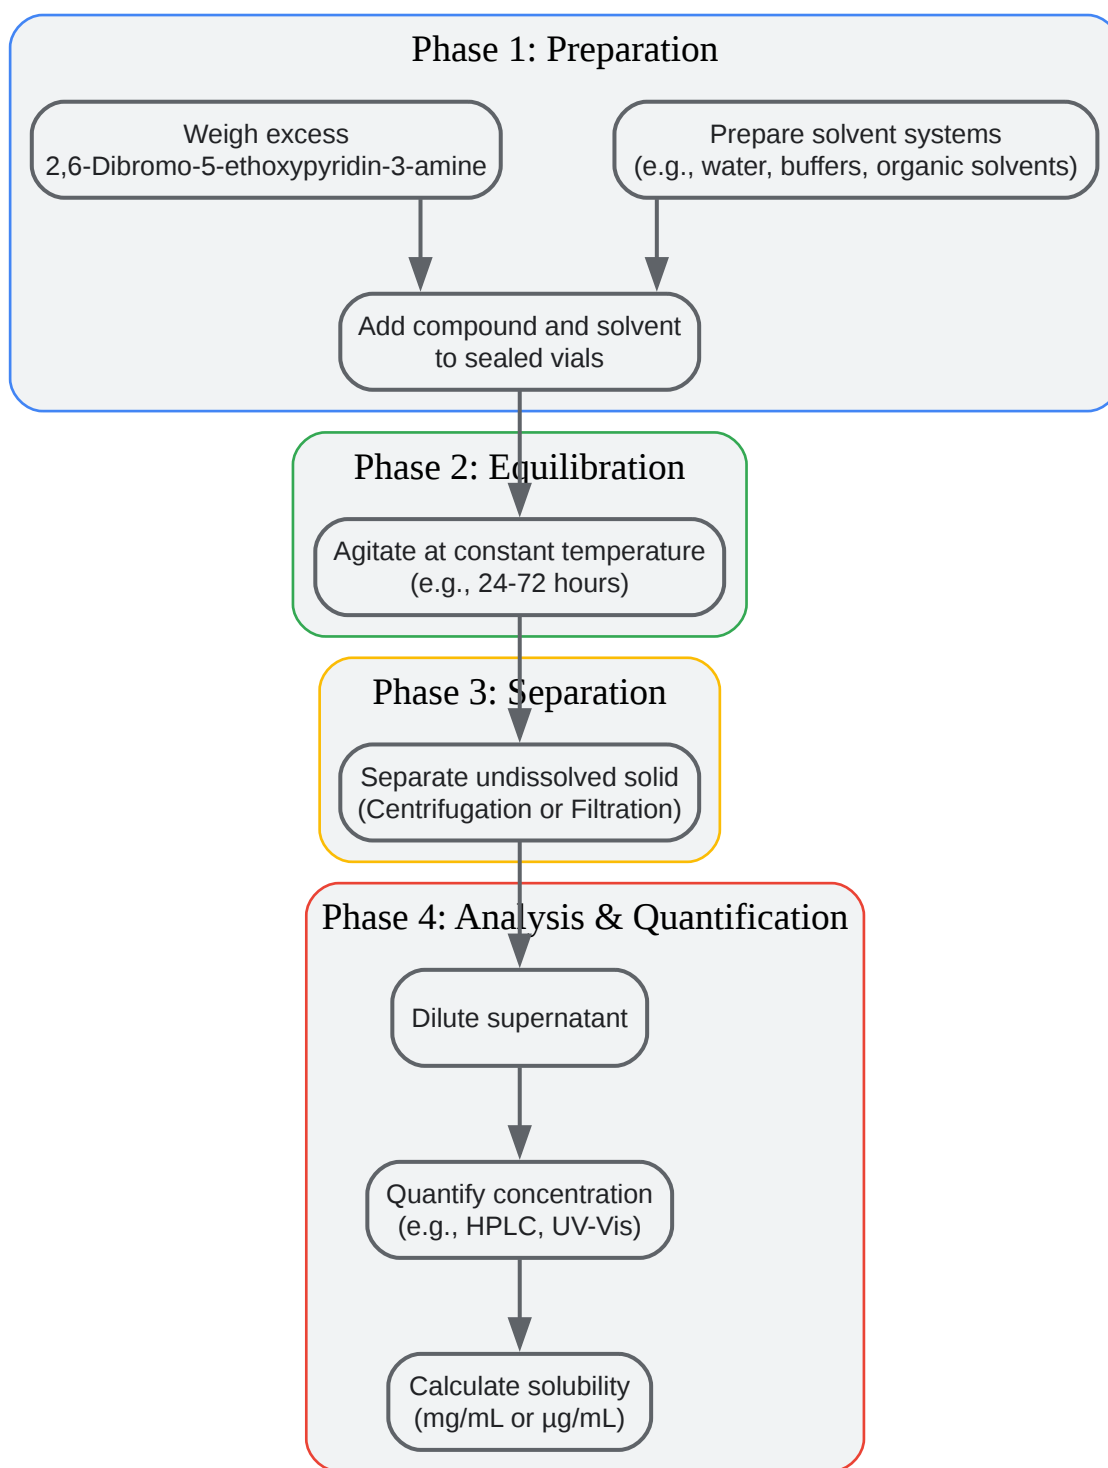 Phase 1: Preparation
Weigh excess
2,6-Dibromo-5-ethoxypyridin-3-amine
Prepare solvent systems
(e.g., water, buffers, organic solvents)
Add compound and solvent
to sealed vials
Phase 2: Equilibration
Agitate at constant temperature
(e.g., 24-72 hours)
Phase 3: Separation
Separate undissolved solid
(Centrifugation or Filtration)
Phase 4: Analysis & Quantification
Dilute supernatant
Quantify concentration
(e.g., HPLC, UV-Vis)
Calculate solubility
(mg/mL or µg/mL)